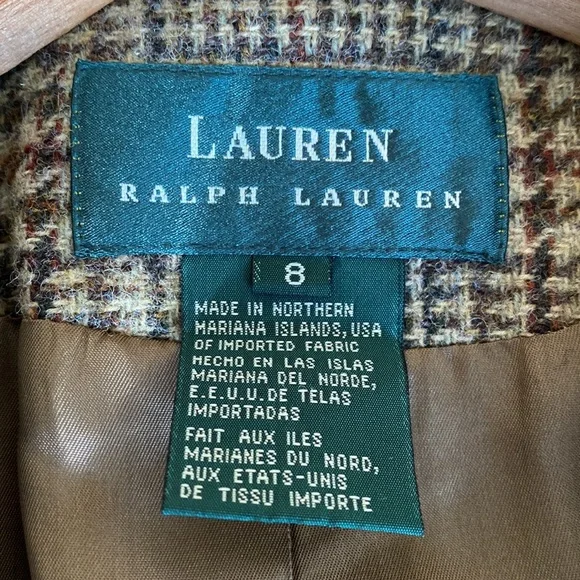 LAUREN
RALPH LAUREN
8
MADE IN NORTHERN
MARIANA ISLANDS, USA
OF IMPORTED FABRIC
HECHO EN LAS ISLAS
MARIANA DEL NORDE,
E.E.U.U. DE TELAS
IMPORTADAS
FAIT AUX ILES
MARIANES DU NORD,
AUX ETATS-UNIS
DE TISSU IMPORTE